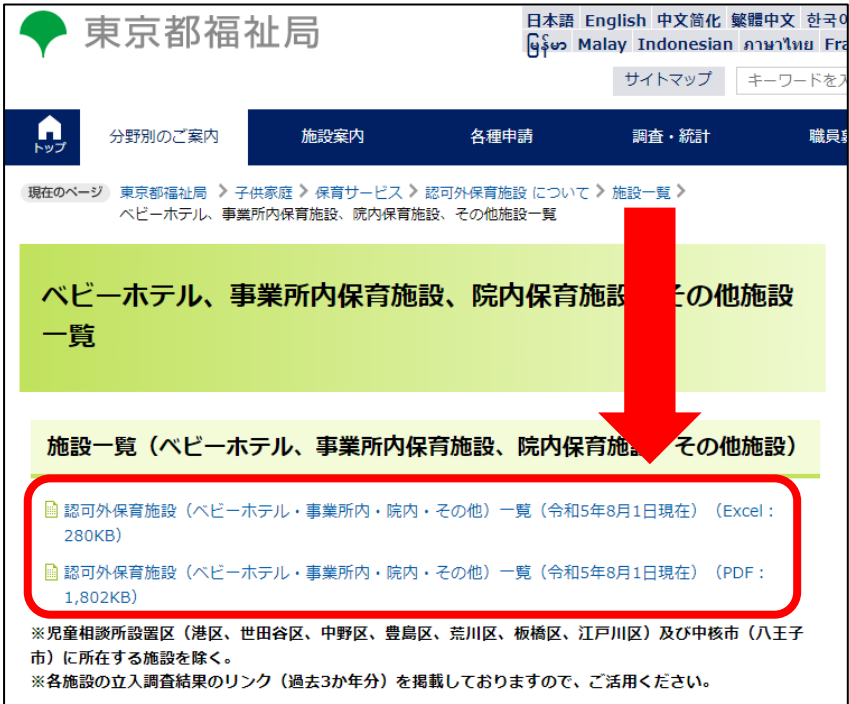 東京都福祉局
日本語 English 中文简化 繁體中文 한국어
မြန်မာ Malay Indonesian ภาษาไทย Fra
サイトマップ キーワードを入
トップ 分野別のご案内 施設案内 各種申請 調査・統計 職員募
現在のページ 東京都福祉局 > 子供家庭 > 保育サービス > 認可外保育施設 について > 施設一覧 >
ベビーホテル、事業所内保育施設、院内保育施設、その他施設一覧
ベビーホテル、事業所内保育施設、院内保育施設、その他施設
一覧
施設一覧（ベビーホテル、事業所内保育施設、院内保育施設、その他施設）
認可外保育施設（ベビーホテル・事業所内・院内・その他）一覧（令和5年8月1日現在）（Excel：
280KB）
認可外保育施設（ベビーホテル・事業所内・院内・その他）一覧（令和5年8月1日現在）（PDF：
1,802KB）
※児童相談所設置区（港区、世田谷区、中野区、豊島区、荒川区、板橋区、江戸川区）及び中核市（八王子
市）に所在する施設を除く。
※各施設の立入調査結果のリンク（過去3か年分）を掲載しておりますので、ご活用ください。